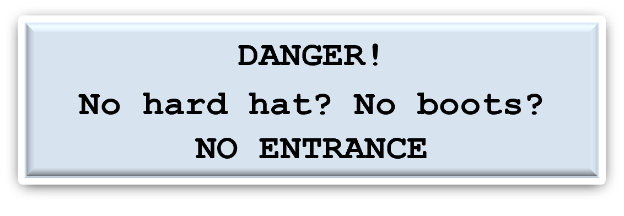 DANGER!
No hard hat? No boots?
NO ENTRANCE